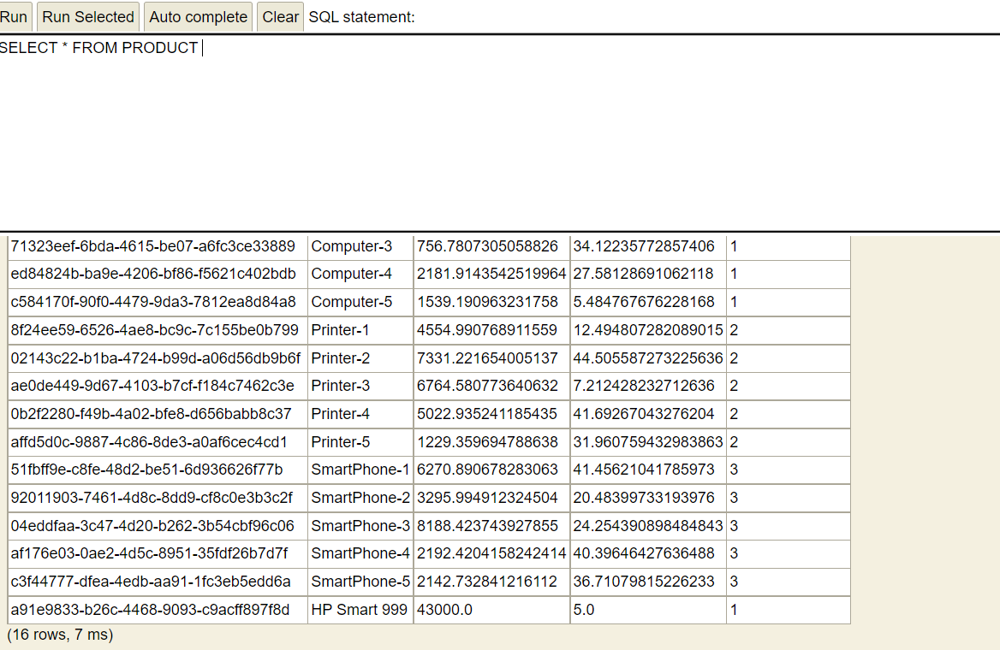 Run Run Selected Auto complete Clear SQL statement:
SELECT * FROM PRODUCT
71323eef-6bda-4615-be07-a6fc3ce33889 Computer-3 756.7807305058826 34.12235772857406 1
ed84824b-ba9e-4206-bf86-f5621c402bdb Computer-4 2181.9143542519964 27.58128691062118 1
c584170f-90f0-4479-9da3-7812ea8d84a8 Computer-5 1539.190963231758 5.484767676228168 1
8f24ee59-6526-4ae8-bc9c-7c155be0b799 Printer-1 4554.990768911559 12.494807282089015 2
02143c22-b1ba-4724-b99d-a06d56db9b6f Printer-2 7331.221654005137 44.505587273225636 2
ae0de449-9d67-4103-b7cf-f184c7462c3e Printer-3 6764.580773640632 7.212428232712636 2
0b2f2280-f49b-4a02-bfe8-d656babb8c37 Printer-4 5022.935241185435 41.69267043276204 2
affd5d0c-9887-4c86-8de3-a0af6cec4cd1 Printer-5 1229.359694788638 31.960759432983863 2
51fbff9e-c8fe-48d2-be51-6d936626f77b SmartPhone-1 6270.890678283063 41.45621041785973 3
92011903-7461-4d8c-8dd9-cf8c0e3b3c2f SmartPhone-2 3295.994912324504 20.48399733193976 3
04eddfaa-3c47-4d20-b262-3b54cbf96c06 SmartPhone-3 8188.423743927855 24.254390898484843 3
af176e03-0ae2-4d5c-8951-35fdf26b7d7f SmartPhone-4 2192.4204158242414 40.39646427636488 3
c3f44777-dfea-4edb-aa91-1fc3eb5edd6a SmartPhone-5 2142.732841216112 36.71079815226233 3
a91e9833-b26c-4468-9093-c9acff897f8d HP Smart 999 43000.0 5.0 1
(16 rows, 7 ms)